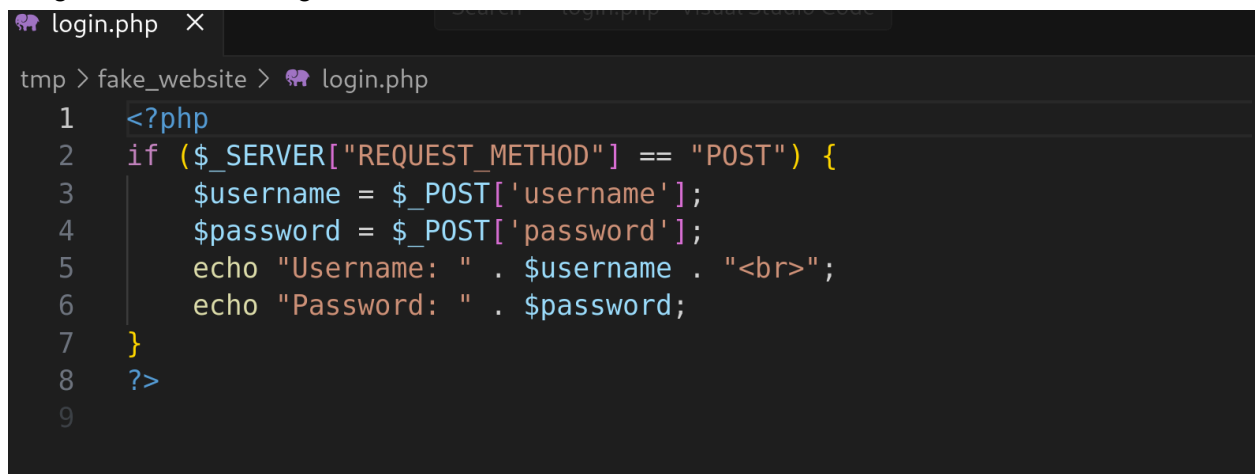 login.php ×
tmp > fake_website > login.php
1 <?php
2 if ($_SERVER["REQUEST_METHOD"] == "POST") {
3     $username = $_POST['username'];
4     $password = $_POST['password'];
5     echo "Username: " . $username . "<br>";
6     echo "Password: " . $password;
7 }
8 ?>
9